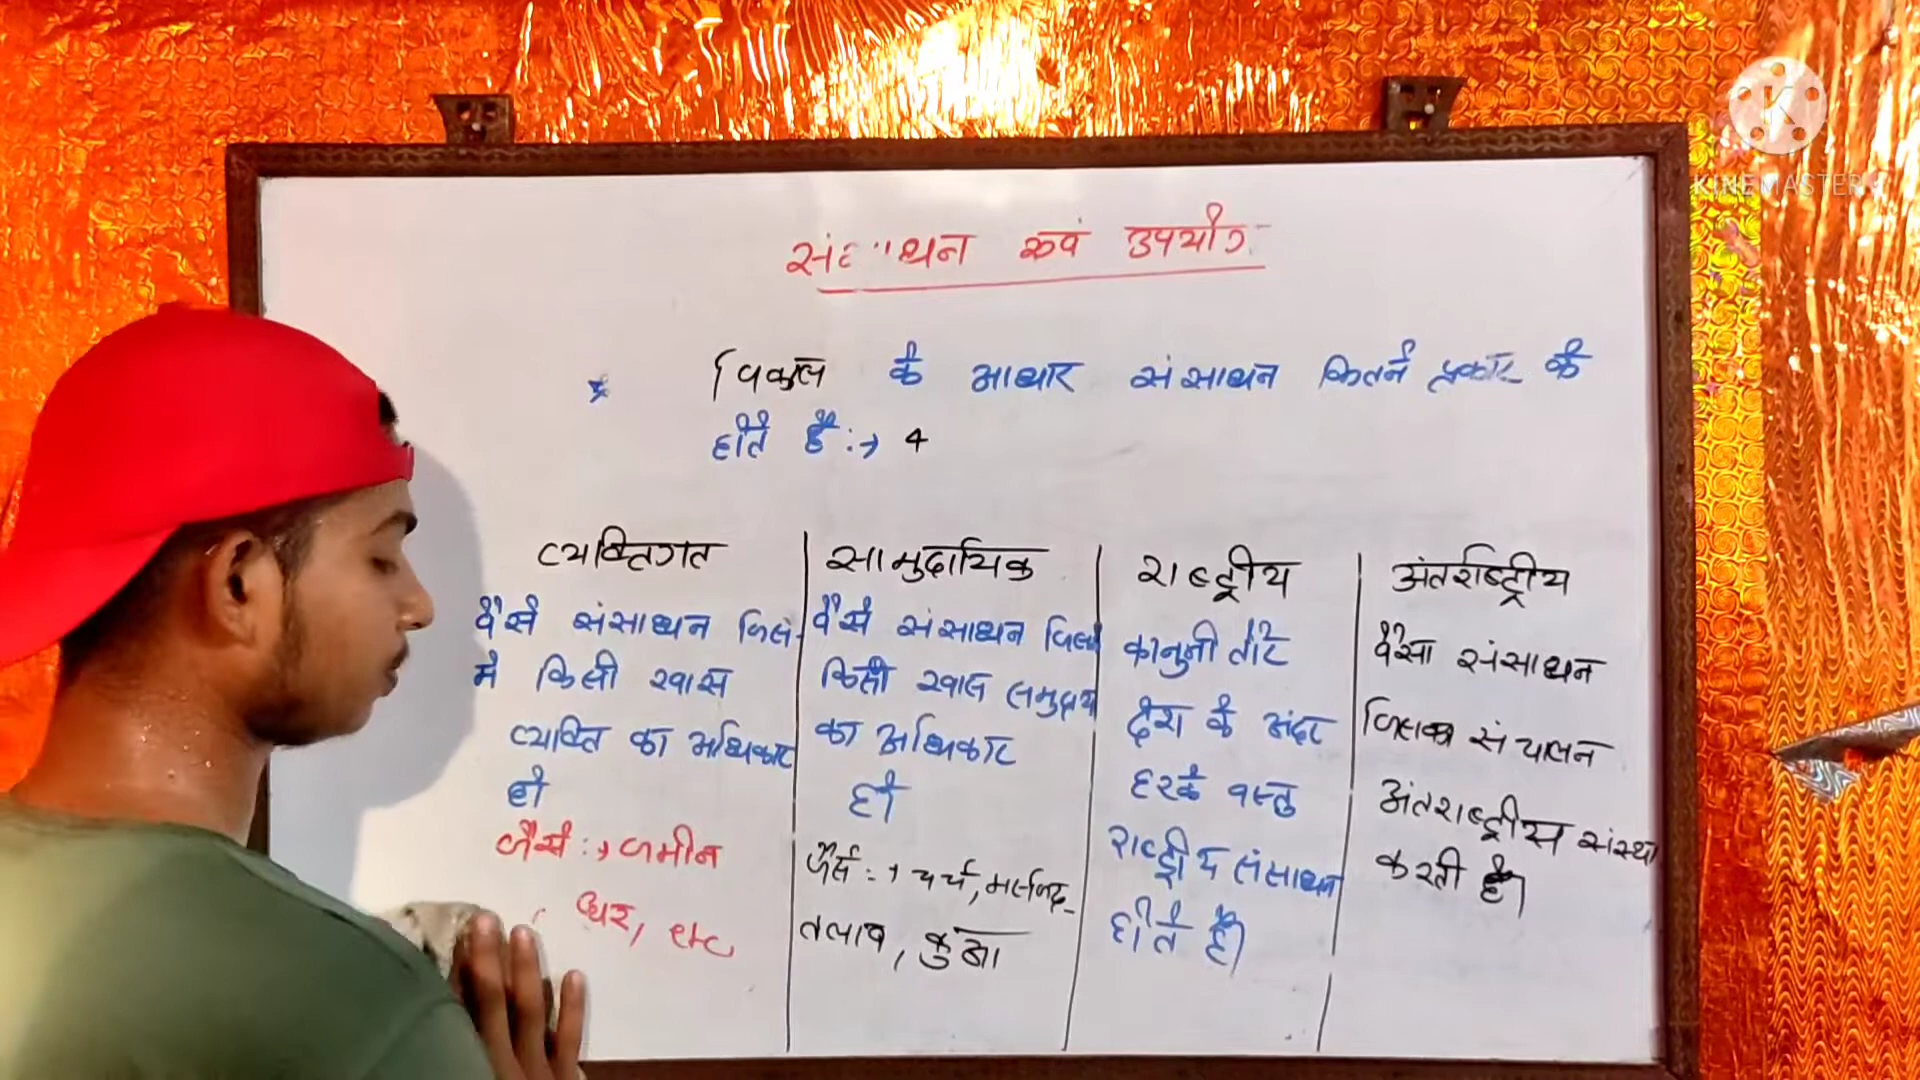 संसाधन एवं उपयोग
विकास के आधार संसाधन कितने प्रकार के
होते हैं :→ 4
व्यक्तिगत
वैसे संसाधन जिस
मे किसी खास
व्यक्ति का अधिकार
हो
जैसे :→ जमीन
घर, etc
सामुदायिक
वैसे संसाधन जिस
किसी खास समुदाय
का अधिकार
हो
जैसे :→ चर्च, मस्जिद
तलाब, कुंआ
राष्ट्रीय
कानुनी तौर
देश के अंदर
हरके वस्तु
राष्ट्रीय संसाधन
होते है।
अंतर्राष्ट्रीय
वैसा संसाधन
जिसका संचालन
अंतराष्ट्रीय संस्था
करती है।
K
KINEMASTER